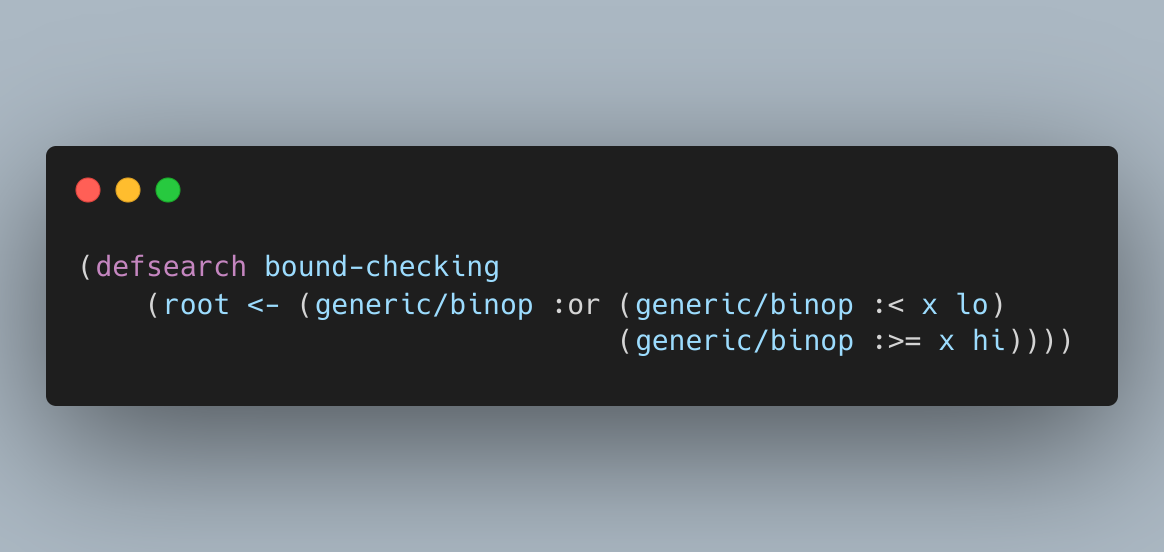 (defsearch bound-checking
    (root <- (generic/binop :or (generic/binop :< x lo)
                                (generic/binop :>= x hi))))